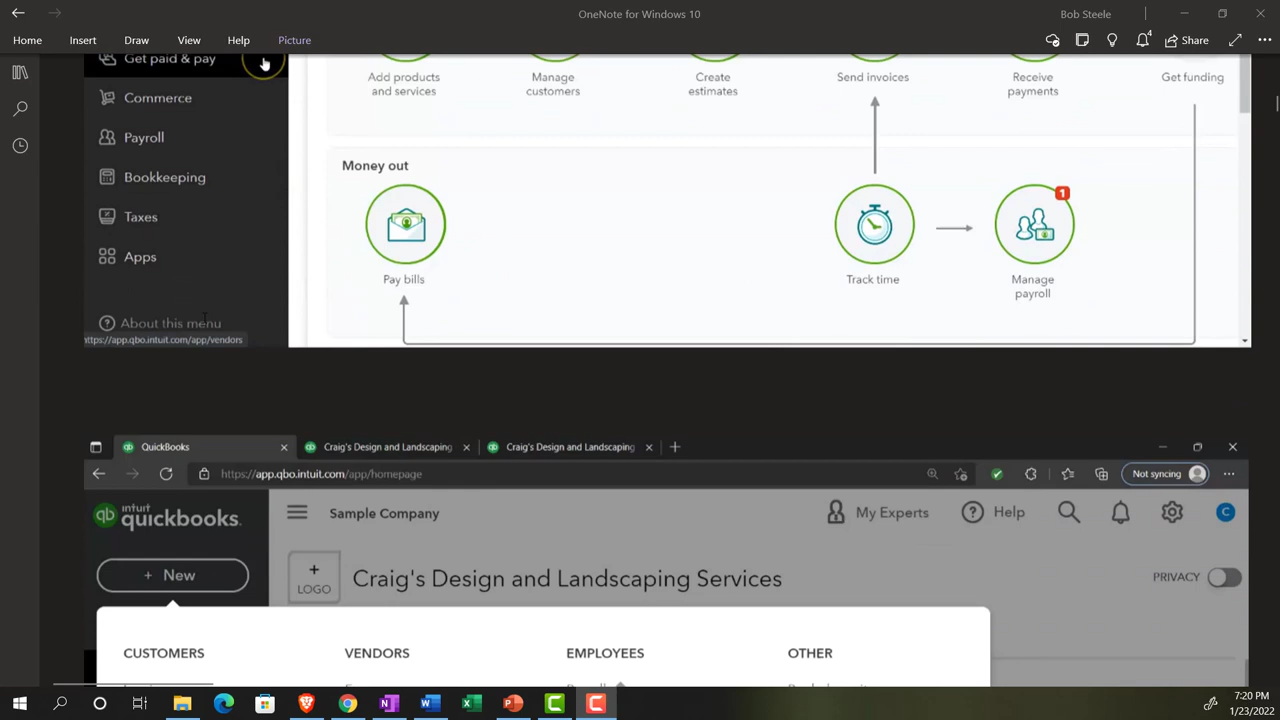 OneNote for Windows 10
Bob Steele
Home
Insert
Draw
View
Help
Picture
Share
Get paid & pay
Commerce
Payroll
Bookkeeping
Taxes
Apps
About this menu
https://app.qbo.intuit.com/app/vendors
Add products
and services
Manage
customers
Create
estimates
Send invoices
Receive
payments
Get funding
Money out
1
Pay bills
Track time
Manage
payroll
QuickBooks
Craig's Design and Landscaping
Craig's Design and Landscaping
https://app.qbo.intuit.com/app/homepage
Not syncing
qb
intuit
quickbooks.
Sample Company
My Experts
Help
C
+ New
+
LOGO
Craig's Design and Landscaping Services
PRIVACY
CUSTOMERS
VENDORS
EMPLOYEES
OTHER
7:20 PM
1/23/2022